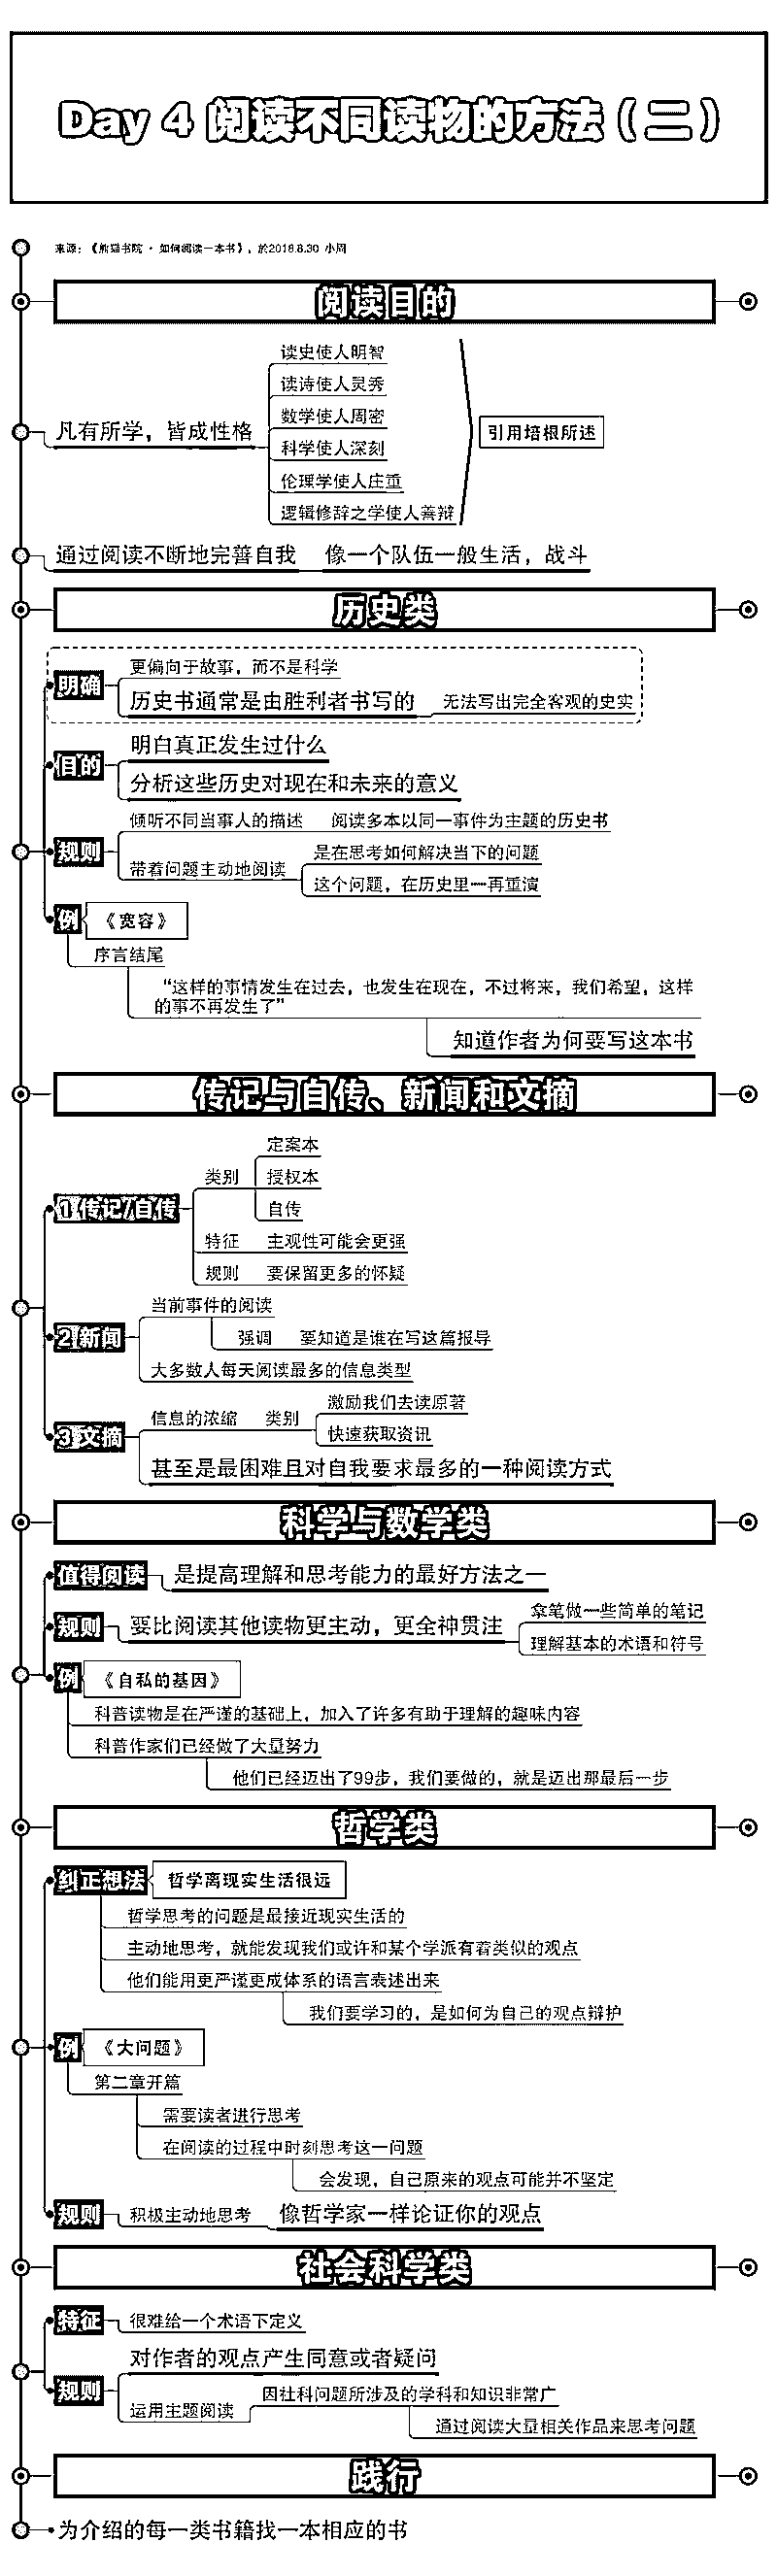 Day 4 阅读不同读物的方法（二）
来源：《熊猫书院·如何阅读一本书》，於2018.8.30 小周
阅读目的
凡有所学，皆成性格
读史使人明智
读诗使人灵秀
数学使人周密
科学使人深刻
伦理学使人庄重
逻辑修辞之学使人善辩
引用培根所述
通过阅读不断地完善自我 像一个队伍一般生活，战斗
历史类
明确
更偏向于故事，而不是科学
历史书通常是由胜利者书写的 无法写出完全客观的史实
目的
明白真正发生过什么
分析这些历史对现在和未来的意义
规则
倾听不同当事人的描述 阅读多本以同一事件为主题的历史书
带着问题主动地阅读
是在思考如何解决当下的问题
这个问题，在历史里一再重演
例 《宽容》
序言结尾
“这样的事情发生在过去，也发生在现在，不过将来，我们希望，这样
的事不再发生了”
知道作者为何要写这本书
传记与自传、新闻和文摘
1 传记/自传
类别
定案本
授权本
自传
特征 主观性可能会更强
规则 要保留更多的怀疑
2 新闻
当前事件的阅读
强调 要知道是谁在写这篇报导
大多数人每天阅读最多的信息类型
3 文摘
信息的浓缩 类别
激励我们去读原著
快速获取资讯
甚至是最困难且对自我要求最多的一种阅读方式
科学与数学类
值得阅读 是提高理解和思考能力的最好方法之一
规则 要比阅读其他读物更主动，更全神贯注
拿笔做一些简单的笔记
理解基本的术语和符号
例 《自私的基因》
科普读物是在严谨的基础上，加入了许多有助于理解的趣味内容
科普作家们已经做了大量努力
他们已经迈出了99步，我们要做的，就是迈出那最后一步
哲学类
纠正想法 哲学离现实生活很远
哲学思考的问题是最接近现实生活的
主动地思考，就能发现我们或许和某个学派有着类似的观点
他们能用更严谨更成体系的语言表述出来
我们要学习的，是如何为自己的观点辩护
例 《大问题》
第二章开篇
需要读者进行思考
在阅读的过程中时刻思考这一问题
会发现，自己原来的观点可能并不坚定
规则 积极主动地思考 像哲学家一样论证你的观点
社会科学类
特征 很难给一个术语下定义
规则
对作者的观点产生同意或者疑问
运用主题阅读
因社科问题所涉及的学科和知识非常广
通过阅读大量相关作品来思考问题
践行
为介绍的每一类书籍找一本相应的书